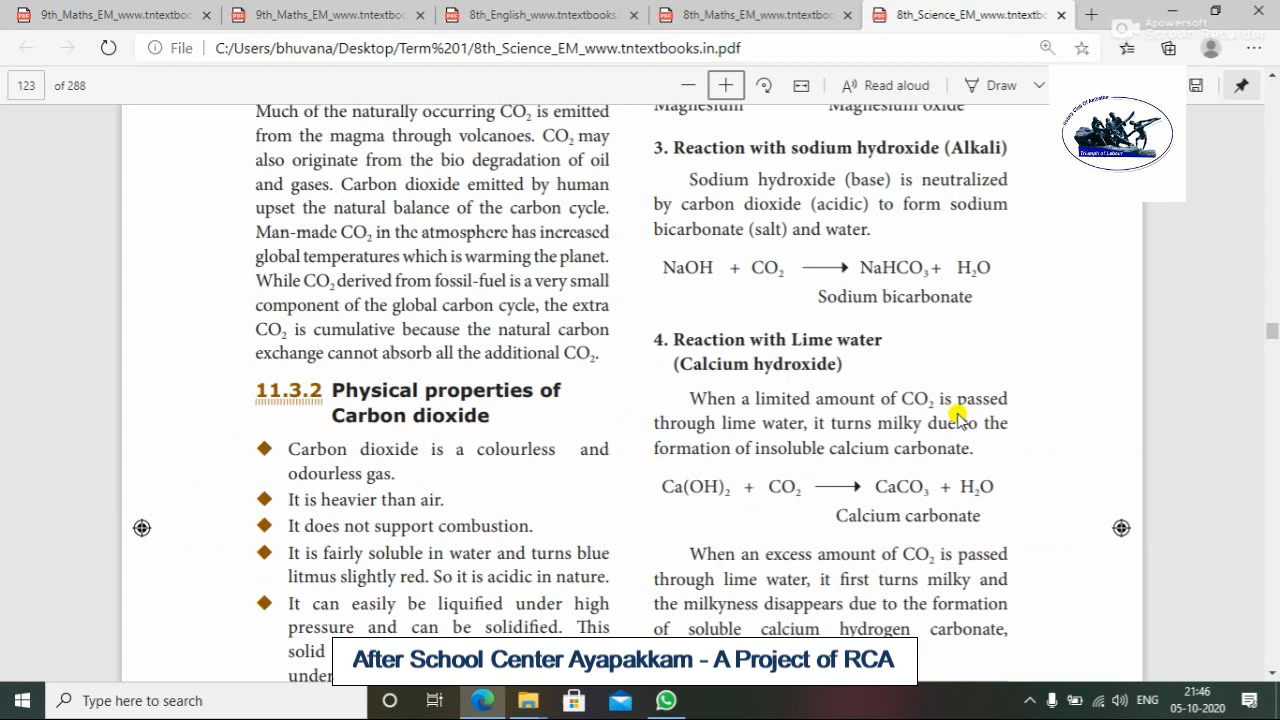 9th_Maths_EM_www.tntextbooks
9th_Maths_EM_www.tntextbooks
8th_English_www.tntextbooks.
8th_Maths_EM_www.tntextbooks
8th_Science_EM_www.tntextbooks
Apowersoft
Screen Recorder
File
C:/Users/bhuvana/Desktop/Term%201/8th_Science_EM_www.tntextbooks.in.pdf
123 of 288
Read aloud
Draw
Triumph of Labour
Much of the naturally occurring CO₂ is emitted
from the magma through volcanoes. CO₂ may
also originate from the bio degradation of oil
and gases. Carbon dioxide emitted by human
upset the natural balance of the carbon cycle.
Man-made CO₂ in the atmosphere has increased
global temperatures which is warming the planet.
While CO₂ derived from fossil-fuel is a very small
component of the global carbon cycle, the extra
CO₂ is cumulative because the natural carbon
exchange cannot absorb all the additional CO₂.
11.3.2 Physical properties of
Carbon dioxide
Carbon dioxide is a colourless and
odourless gas.
It is heavier than air.
It does not support combustion.
It is fairly soluble in water and turns blue
litmus slightly red. So it is acidic in nature.
It can easily be liquified under high
pressure and can be solidified. This
solid
under
Magnesium Magnesium oxide
3. Reaction with sodium hydroxide (Alkali)
Sodium hydroxide (base) is neutralized
by carbon dioxide (acidic) to form sodium
bicarbonate (salt) and water.
NaOH + CO₂ ⟶ NaHCO₃ + H₂O
Sodium bicarbonate
4. Reaction with Lime water
(Calcium hydroxide)
When a limited amount of CO₂ is passed
through lime water, it turns milky due to the
formation of insoluble calcium carbonate.
Ca(OH)₂ + CO₂ ⟶ CaCO₃ + H₂O
Calcium carbonate
When an excess amount of CO₂ is passed
through lime water, it first turns milky and
the milkyness disappears due to the formation
of soluble calcium hydrogen carbonate,
After School Center Ayapakkam - A Project of RCA
Type here to search
ENG
21:46
05-10-2020